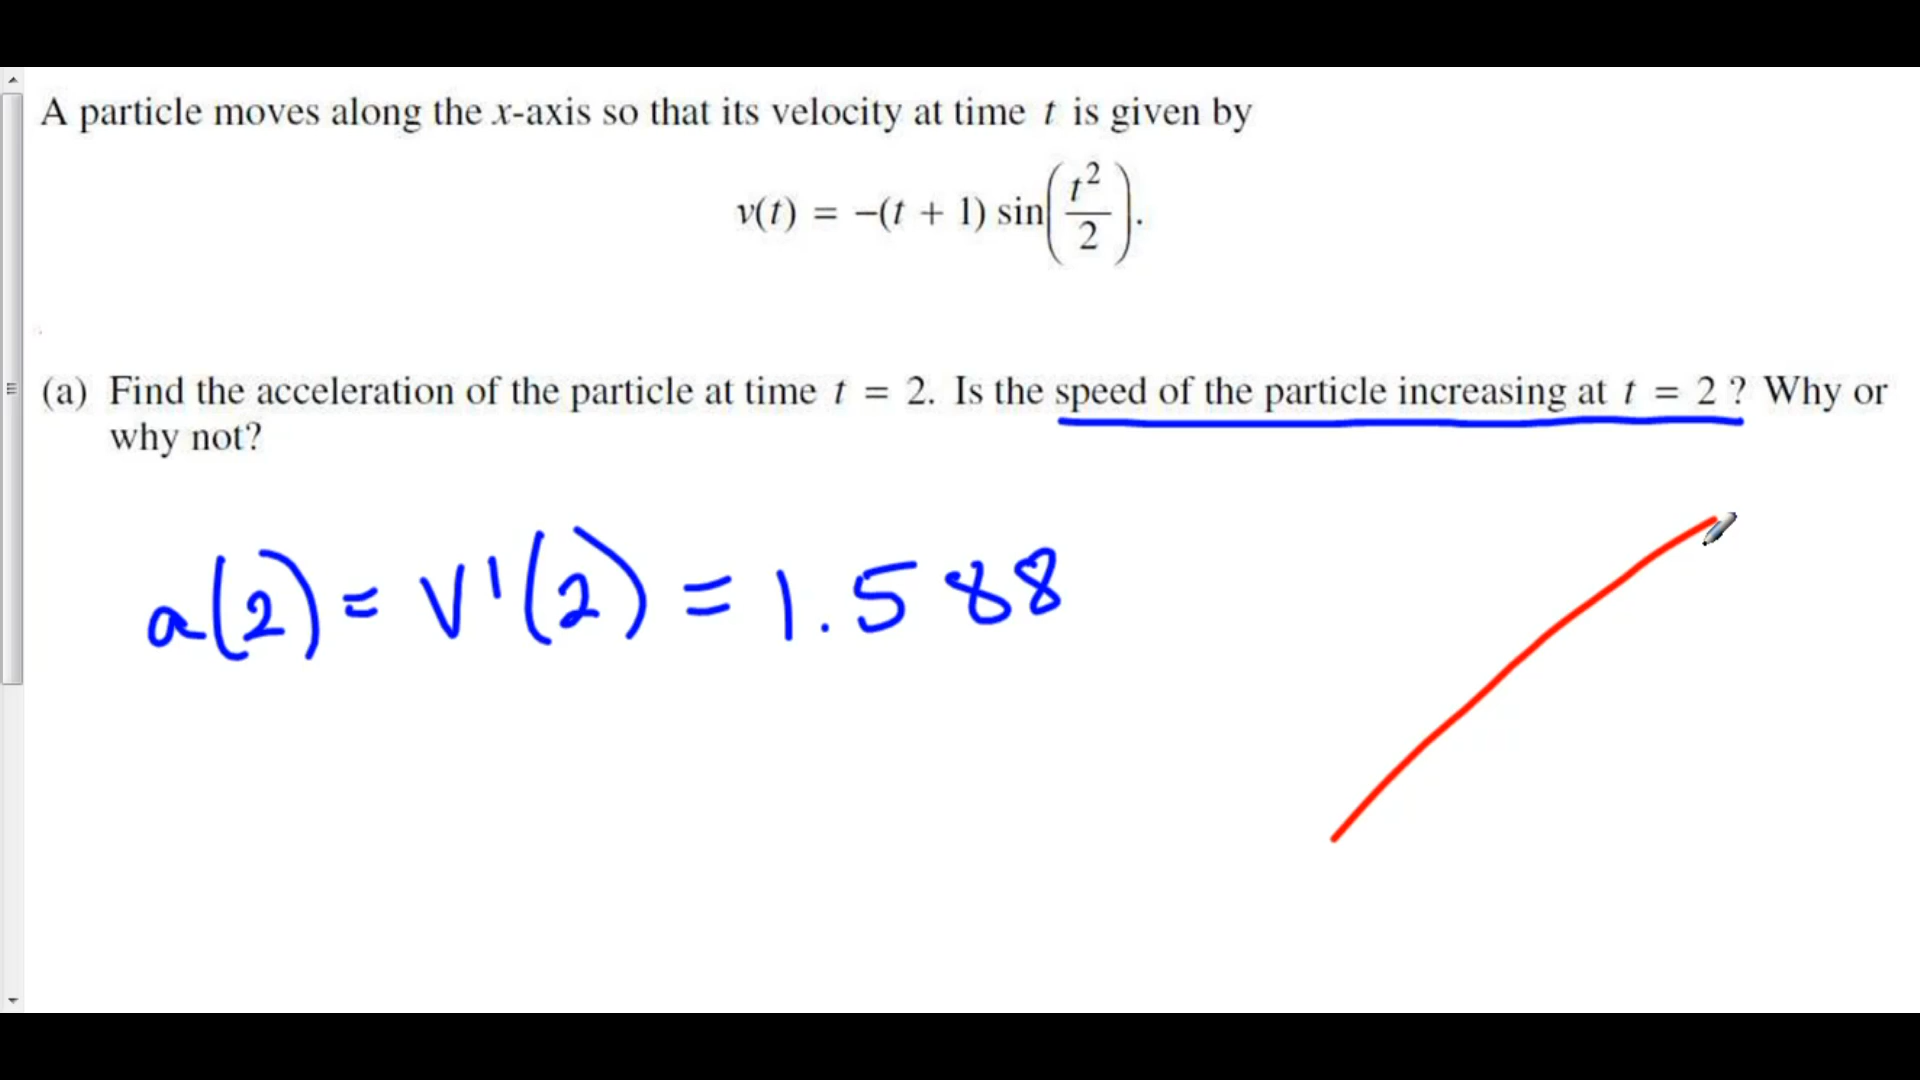 A particle moves along the x-axis so that its velocity at time t is given by
v(t) = −(t + 1) sin(t²/2).
(a) Find the acceleration of the particle at time t = 2. Is the speed of the particle increasing at t = 2 ? Why or
why not?
a(2) = v'(2) = 1.588